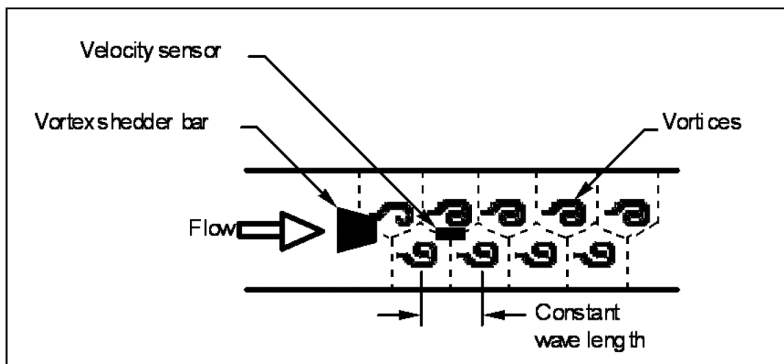 Velocity sensor
Vortex shedder bar
Vortices
Flow
Constant
wave length